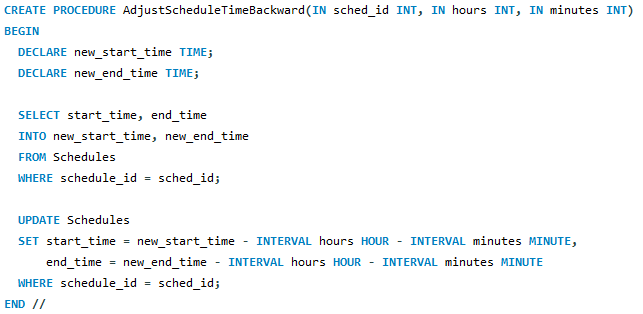 CREATE PROCEDURE AdjustScheduleTimeBackward(IN sched_id INT, IN hours INT, IN minutes INT)
BEGIN
  DECLARE new_start_time TIME;
  DECLARE new_end_time TIME;

  SELECT start_time, end_time
  INTO new_start_time, new_end_time
  FROM Schedules
  WHERE schedule_id = sched_id;

  UPDATE Schedules
  SET start_time = new_start_time - INTERVAL hours HOUR - INTERVAL minutes MINUTE,
      end_time = new_end_time - INTERVAL hours HOUR - INTERVAL minutes MINUTE
  WHERE schedule_id = sched_id;
END //